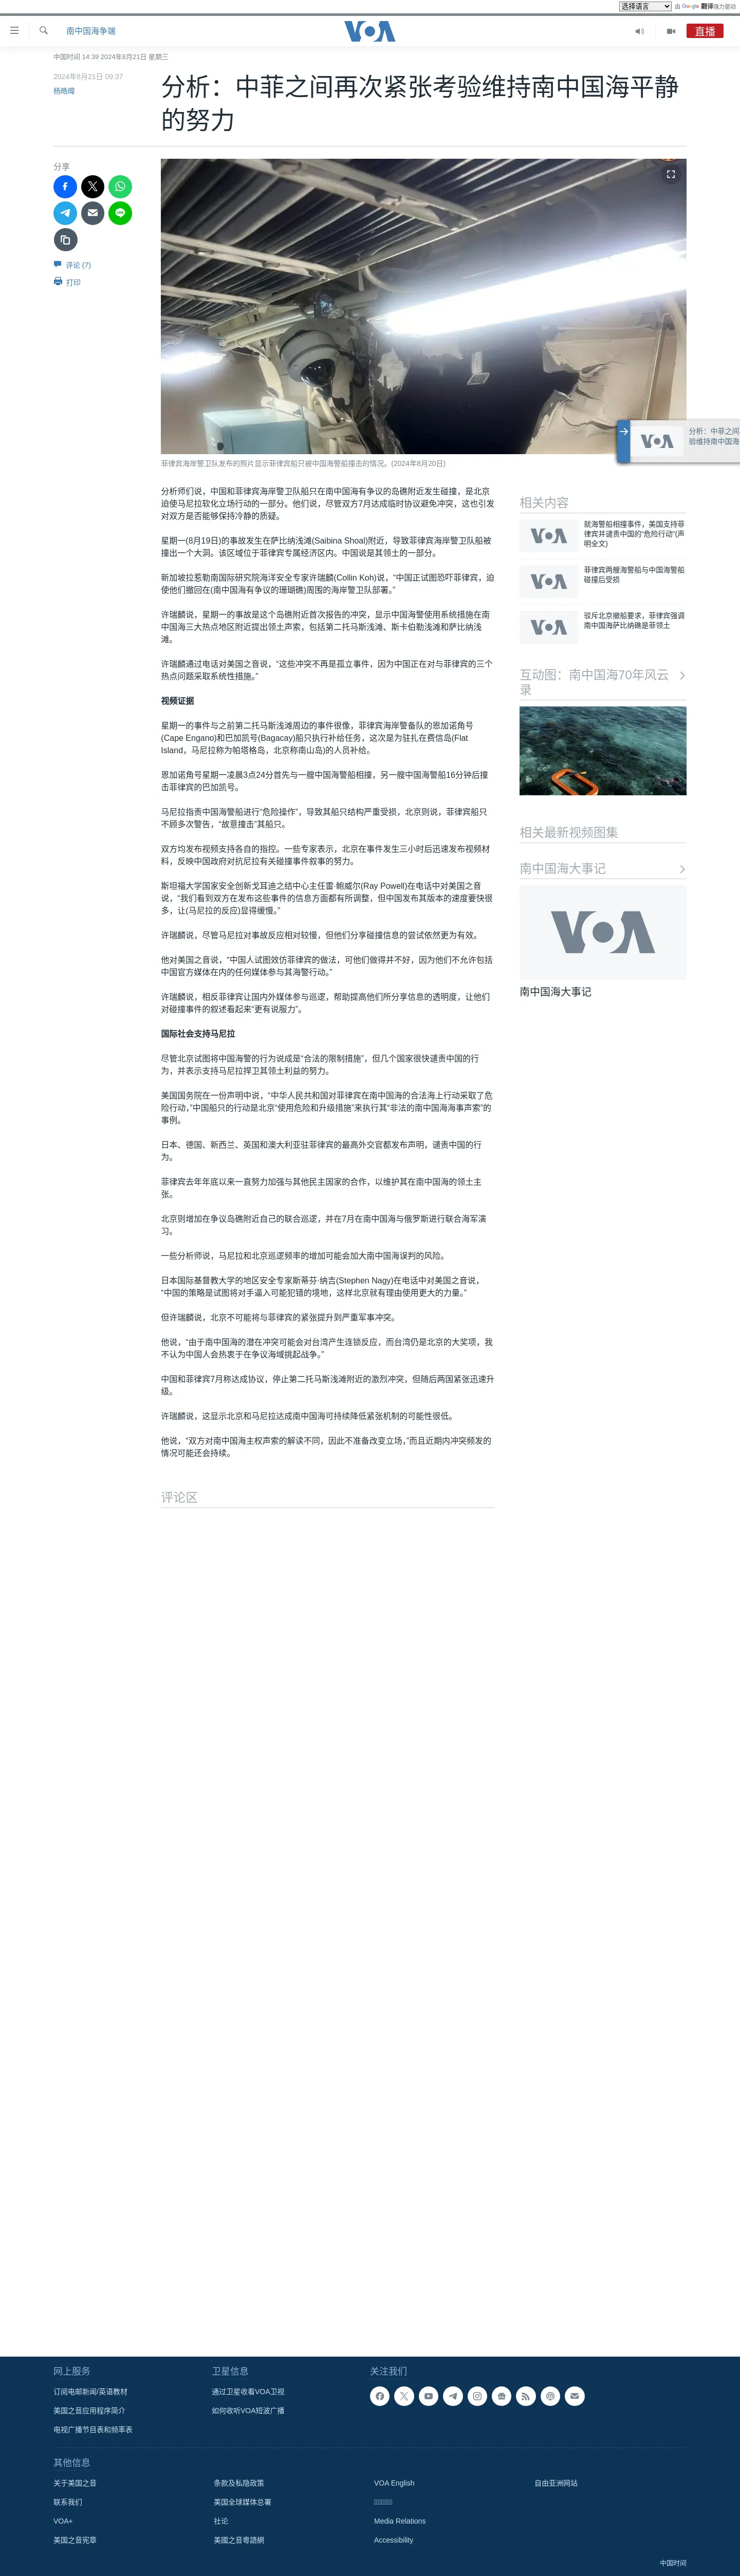 选择语言
由 Google 翻译强力驱动
南中国海争端
VOA
直播
中国时间 14:39 2024年8月21日 星期三
2024年8月21日 09:37
杨皓暐
分析：中菲之间再次紧张考验维持南中国海平静
的努力
分享
评论 (7)
打印
菲律宾海岸警卫队发布的照片显示菲律宾船只被中国海警船撞击的情况。(2024年8月20日)
分析：中菲之间
验维持南中国海
分析师们说，中国和菲律宾海岸警卫队船只在南中国海有争议的岛礁附近发生碰撞，是北京
迫使马尼拉软化立场行动的一部分。他们说，尽管双方7月达成临时协议避免冲突，这也引发
对双方是否能够保持冷静的质疑。
星期一(8月19日)的事故发生在萨比纳浅滩(Saibina Shoal)附近，导致菲律宾海岸警卫队船被
撞出一个大洞。该区域位于菲律宾专属经济区内。中国说是其领土的一部分。
新加坡拉惹勒南国际研究院海洋安全专家许瑞麟(Collin Koh)说，“中国正试图恐吓菲律宾，迫
使他们撤回在(南中国海有争议的珊瑚礁)周围的海岸警卫队部署。”
许瑞麟说，星期一的事故是这个岛礁附近首次报告的冲突，显示中国海警使用系统措施在南
中国海三大热点地区附近提出领土声索，包括第二托马斯浅滩、斯卡伯勒浅滩和萨比纳浅
滩。
许瑞麟通过电话对美国之音说，“这些冲突不再是孤立事件，因为中国正在对与菲律宾的三个
热点问题采取系统性措施。”
视频证据
星期一的事件与之前第二托马斯浅滩周边的事件很像，菲律宾海岸警备队的恩加诺角号
(Cape Engano)和巴加凯号(Bagacay)船只执行补给任务，这次是为驻扎在费信岛(Flat
Island，马尼拉称为帕塔格岛，北京称南山岛)的人员补给。
恩加诺角号星期一凌晨3点24分首先与一艘中国海警船相撞，另一艘中国海警船16分钟后撞
击菲律宾的巴加凯号。
马尼拉指责中国海警船进行“危险操作”，导致其船只结构严重受损，北京则说，菲律宾船只
不顾多次警告，“故意撞击”其船只。
双方均发布视频支持各自的指控。一些专家表示，北京在事件发生三小时后迅速发布视频材
料，反映中国政府对抗尼拉有关碰撞事件叙事的努力。
斯坦福大学国家安全创新戈耳迪之结中心主任雷·鲍威尔(Ray Powell)在电话中对美国之音
说，“我们看到双方在发布这些事件的信息方面都有所调整，但中国发布其版本的速度要快很
多，让(马尼拉的反应)显得缓慢。”
许瑞麟说，尽管马尼拉对事故反应相对较慢，但他们分享碰撞信息的尝试依然更为有效。
他对美国之音说，“中国人试图效仿菲律宾的做法，可他们做得并不好，因为他们不允许包括
中国官方媒体在内的任何媒体参与其海警行动。”
许瑞麟说，相反菲律宾让国内外媒体参与巡逻，帮助提高他们所分享信息的透明度，让他们
对碰撞事件的叙述看起来“更有说服力”。
国际社会支持马尼拉
尽管北京试图将中国海警的行为说成是“合法的限制措施”，但几个国家很快谴责中国的行
为，并表示支持马尼拉捍卫其领土利益的努力。
美国国务院在一份声明中说，“中华人民共和国对菲律宾在南中国海的合法海上行动采取了危
险行动，”中国船只的行动是北京“使用危险和升级措施”来执行其“非法的南中国海海事声索”的
事例。
日本、德国、新西兰、英国和澳大利亚驻菲律宾的最高外交官都发布声明，谴责中国的行
为。
菲律宾去年年底以来一直努力加强与其他民主国家的合作，以维护其在南中国海的领土主
张。
北京则增加在争议岛礁附近自己的联合巡逻，并在7月在南中国海与俄罗斯进行联合海军演
习。
一些分析师说，马尼拉和北京巡逻频率的增加可能会加大南中国海误判的风险。
日本国际基督教大学的地区安全专家斯蒂芬·纳吉(Stephen Nagy)在电话中对美国之音说，
“中国的策略是试图将对手逼入可能犯错的境地，这样北京就有理由使用更大的力量。”
但许瑞麟说，北京不可能将与菲律宾的紧张提升到严重军事冲突。
他说，“由于南中国海的潜在冲突可能会对台湾产生连锁反应，而台湾仍是北京的大奖项，我
不认为中国人会热衷于在争议海域挑起战争。”
中国和菲律宾7月称达成协议，停止第二托马斯浅滩附近的激烈冲突，但随后两国紧张迅速升
级。
许瑞麟说，这显示北京和马尼拉达成南中国海可持续降低紧张机制的可能性很低。
他说，“双方对南中国海主权声索的解读不同，因此不准备改变立场，”而且近期内冲突频发的
情况可能还会持续。
评论区
相关内容
VOA
就海警船相撞事件，美国支持菲
律宾并谴责中国的“危险行动”(声
明全文)
VOA
菲律宾两艘海警船与中国海警船
碰撞后受损
VOA
驳斥北京撤船要求，菲律宾强调
南中国海萨比纳礁是菲领土
互动图：南中国海70年风云
录
相关最新视频图集
南中国海大事记
VOA
南中国海大事记
网上服务
订阅电邮新闻/英语教材
美国之音应用程序简介
电视广播节目表和频率表
卫星信息
通过卫星收看VOA卫视
如何收听VOA短波广播
关注我们
其他信息
关于美国之音
联系我们
VOA+
美国之音宪章
条款及私隐政策
美国全球媒体总署
社论
美國之音粵語網
VOA English
Media Relations
Accessibility
自由亚洲网站
中国时间